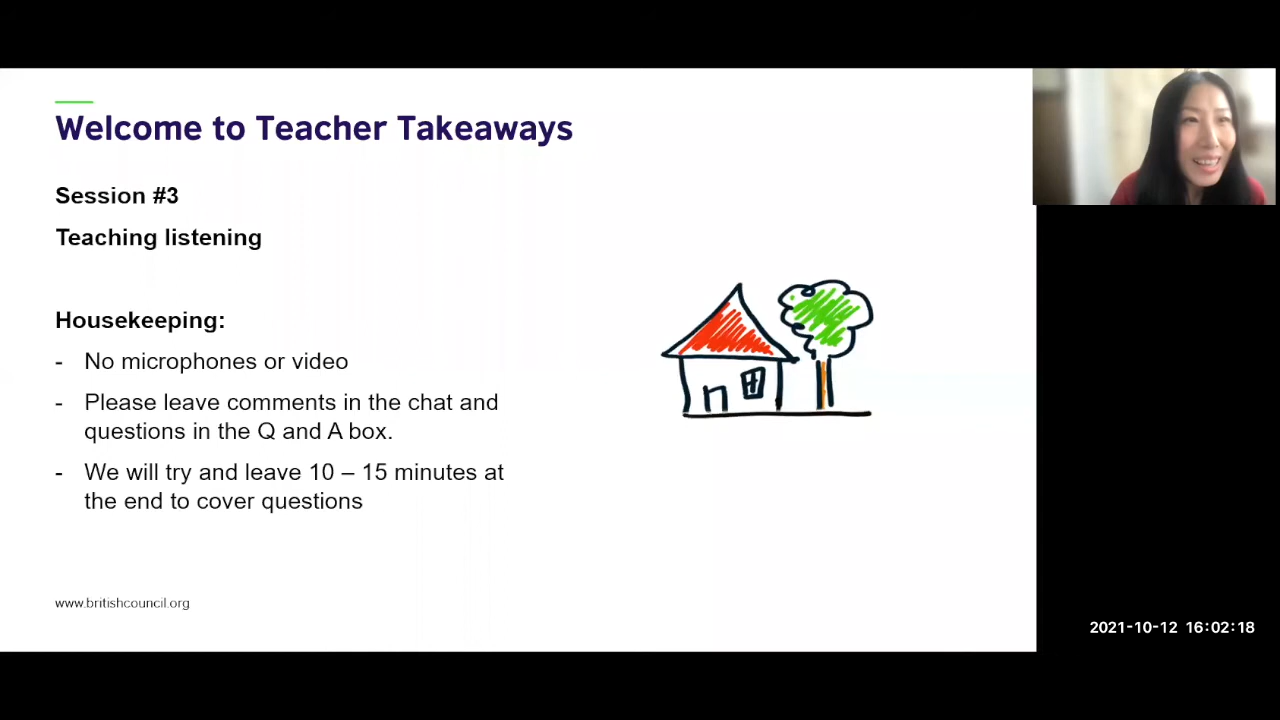 Welcome to Teacher Takeaways
Session #3
Teaching listening
Housekeeping:
- No microphones or video
- Please leave comments in the chat and
questions in the Q and A box.
- We will try and leave 10 – 15 minutes at
the end to cover questions
www.britishcouncil.org
2021-10-12 16:02:18